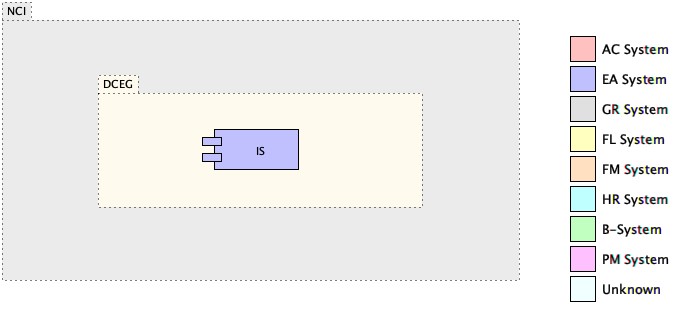 NCI
DCEG
IS
AC System
EA System
GR System
FL System
FM System
HR System
B-System
PM System
Unknown